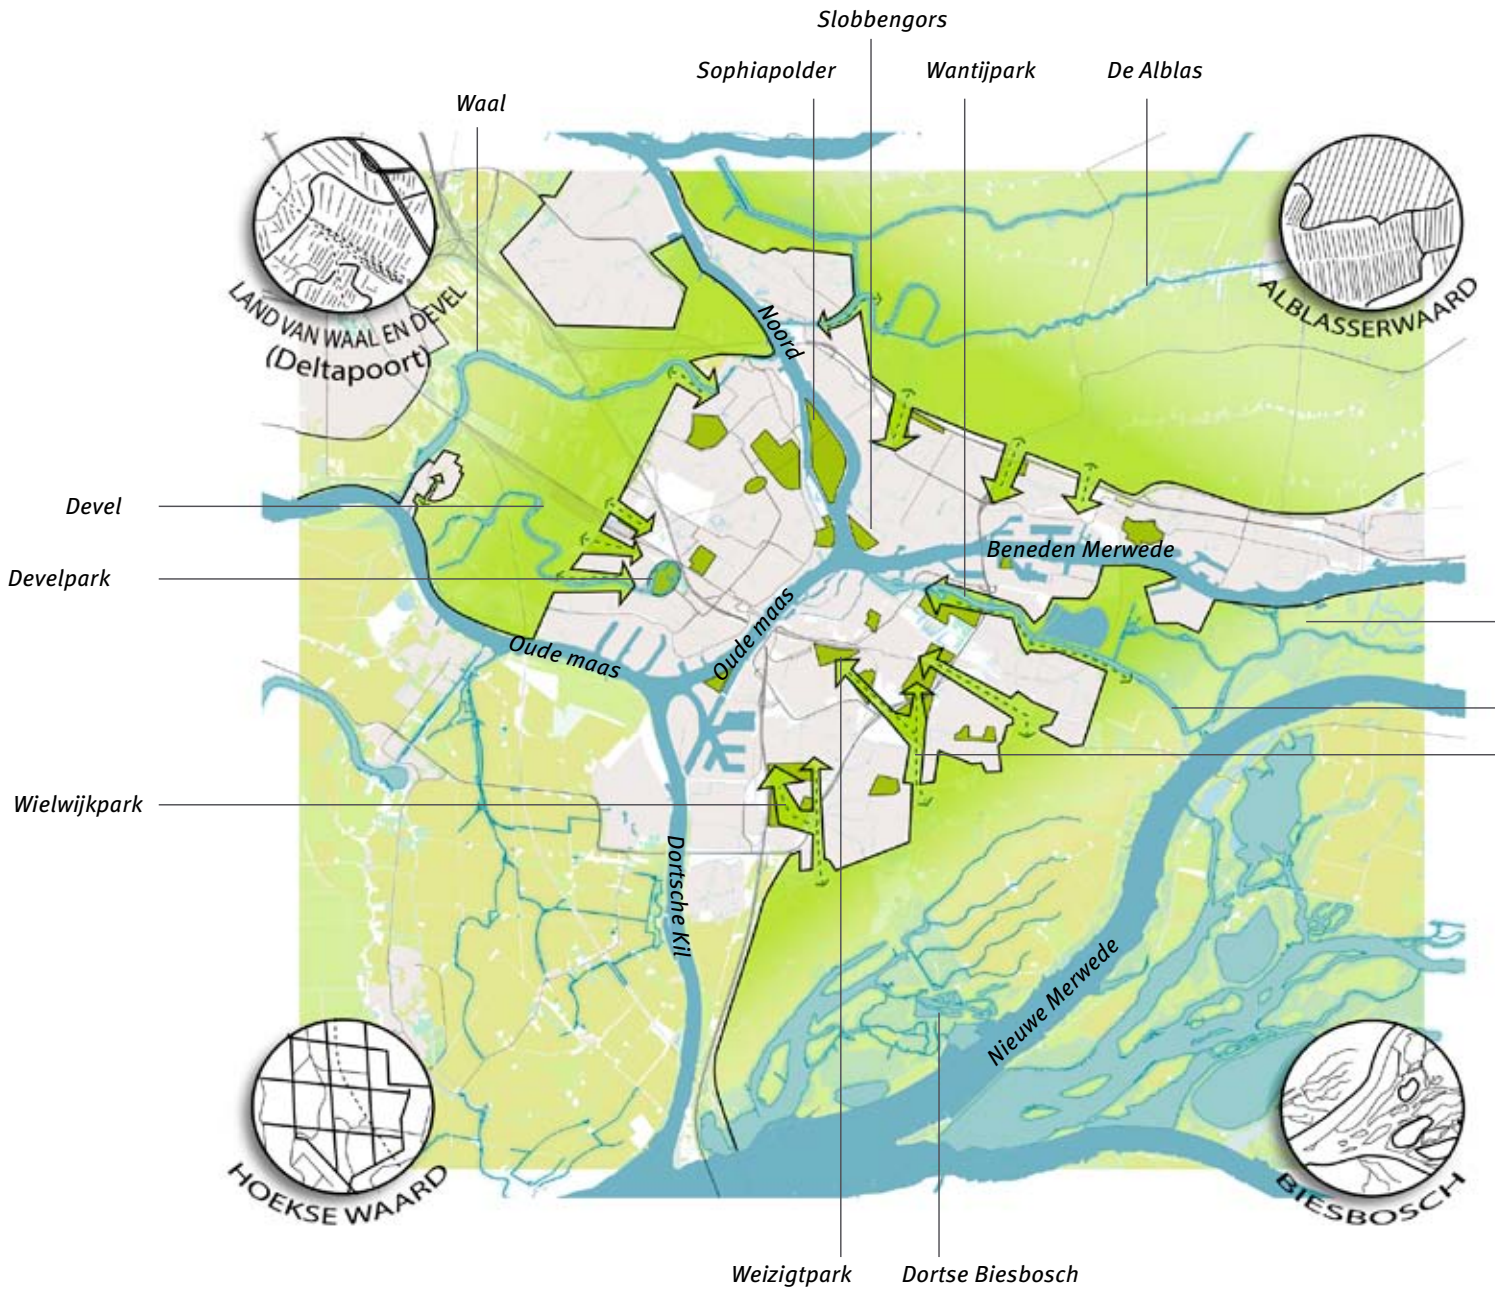 Slobbengors
Sophiapolder
Wantijpark
De Alblas
Waal
LAND VAN WAAL EN DEVEL
(Deltapoort)
ALBLASSERWAARD
Noord
Devel
Beneden Merwede
Develpark
Oude maas
Oude maas
Wielwijkpark
Dortsche Kil
Nieuwe Merwede
HOEKSE WAARD
BIESBOSCH
Weizigtpark
Dortse Biesbosch